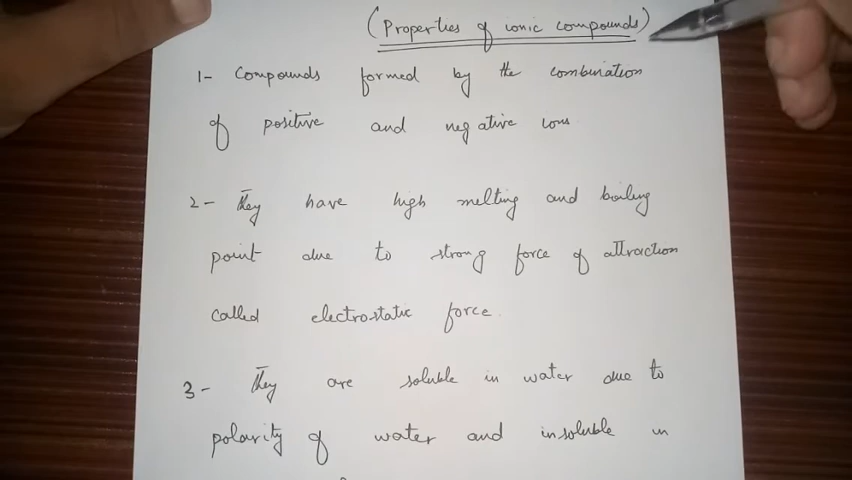 (Properties of ionic compounds)
1- Compounds formed by the combination
of positive and negative ions
2- They have high melting and boiling
point due to strong force of attraction
called electrostatic force.
3- They are soluble in water due to
polarity of water and insoluble in